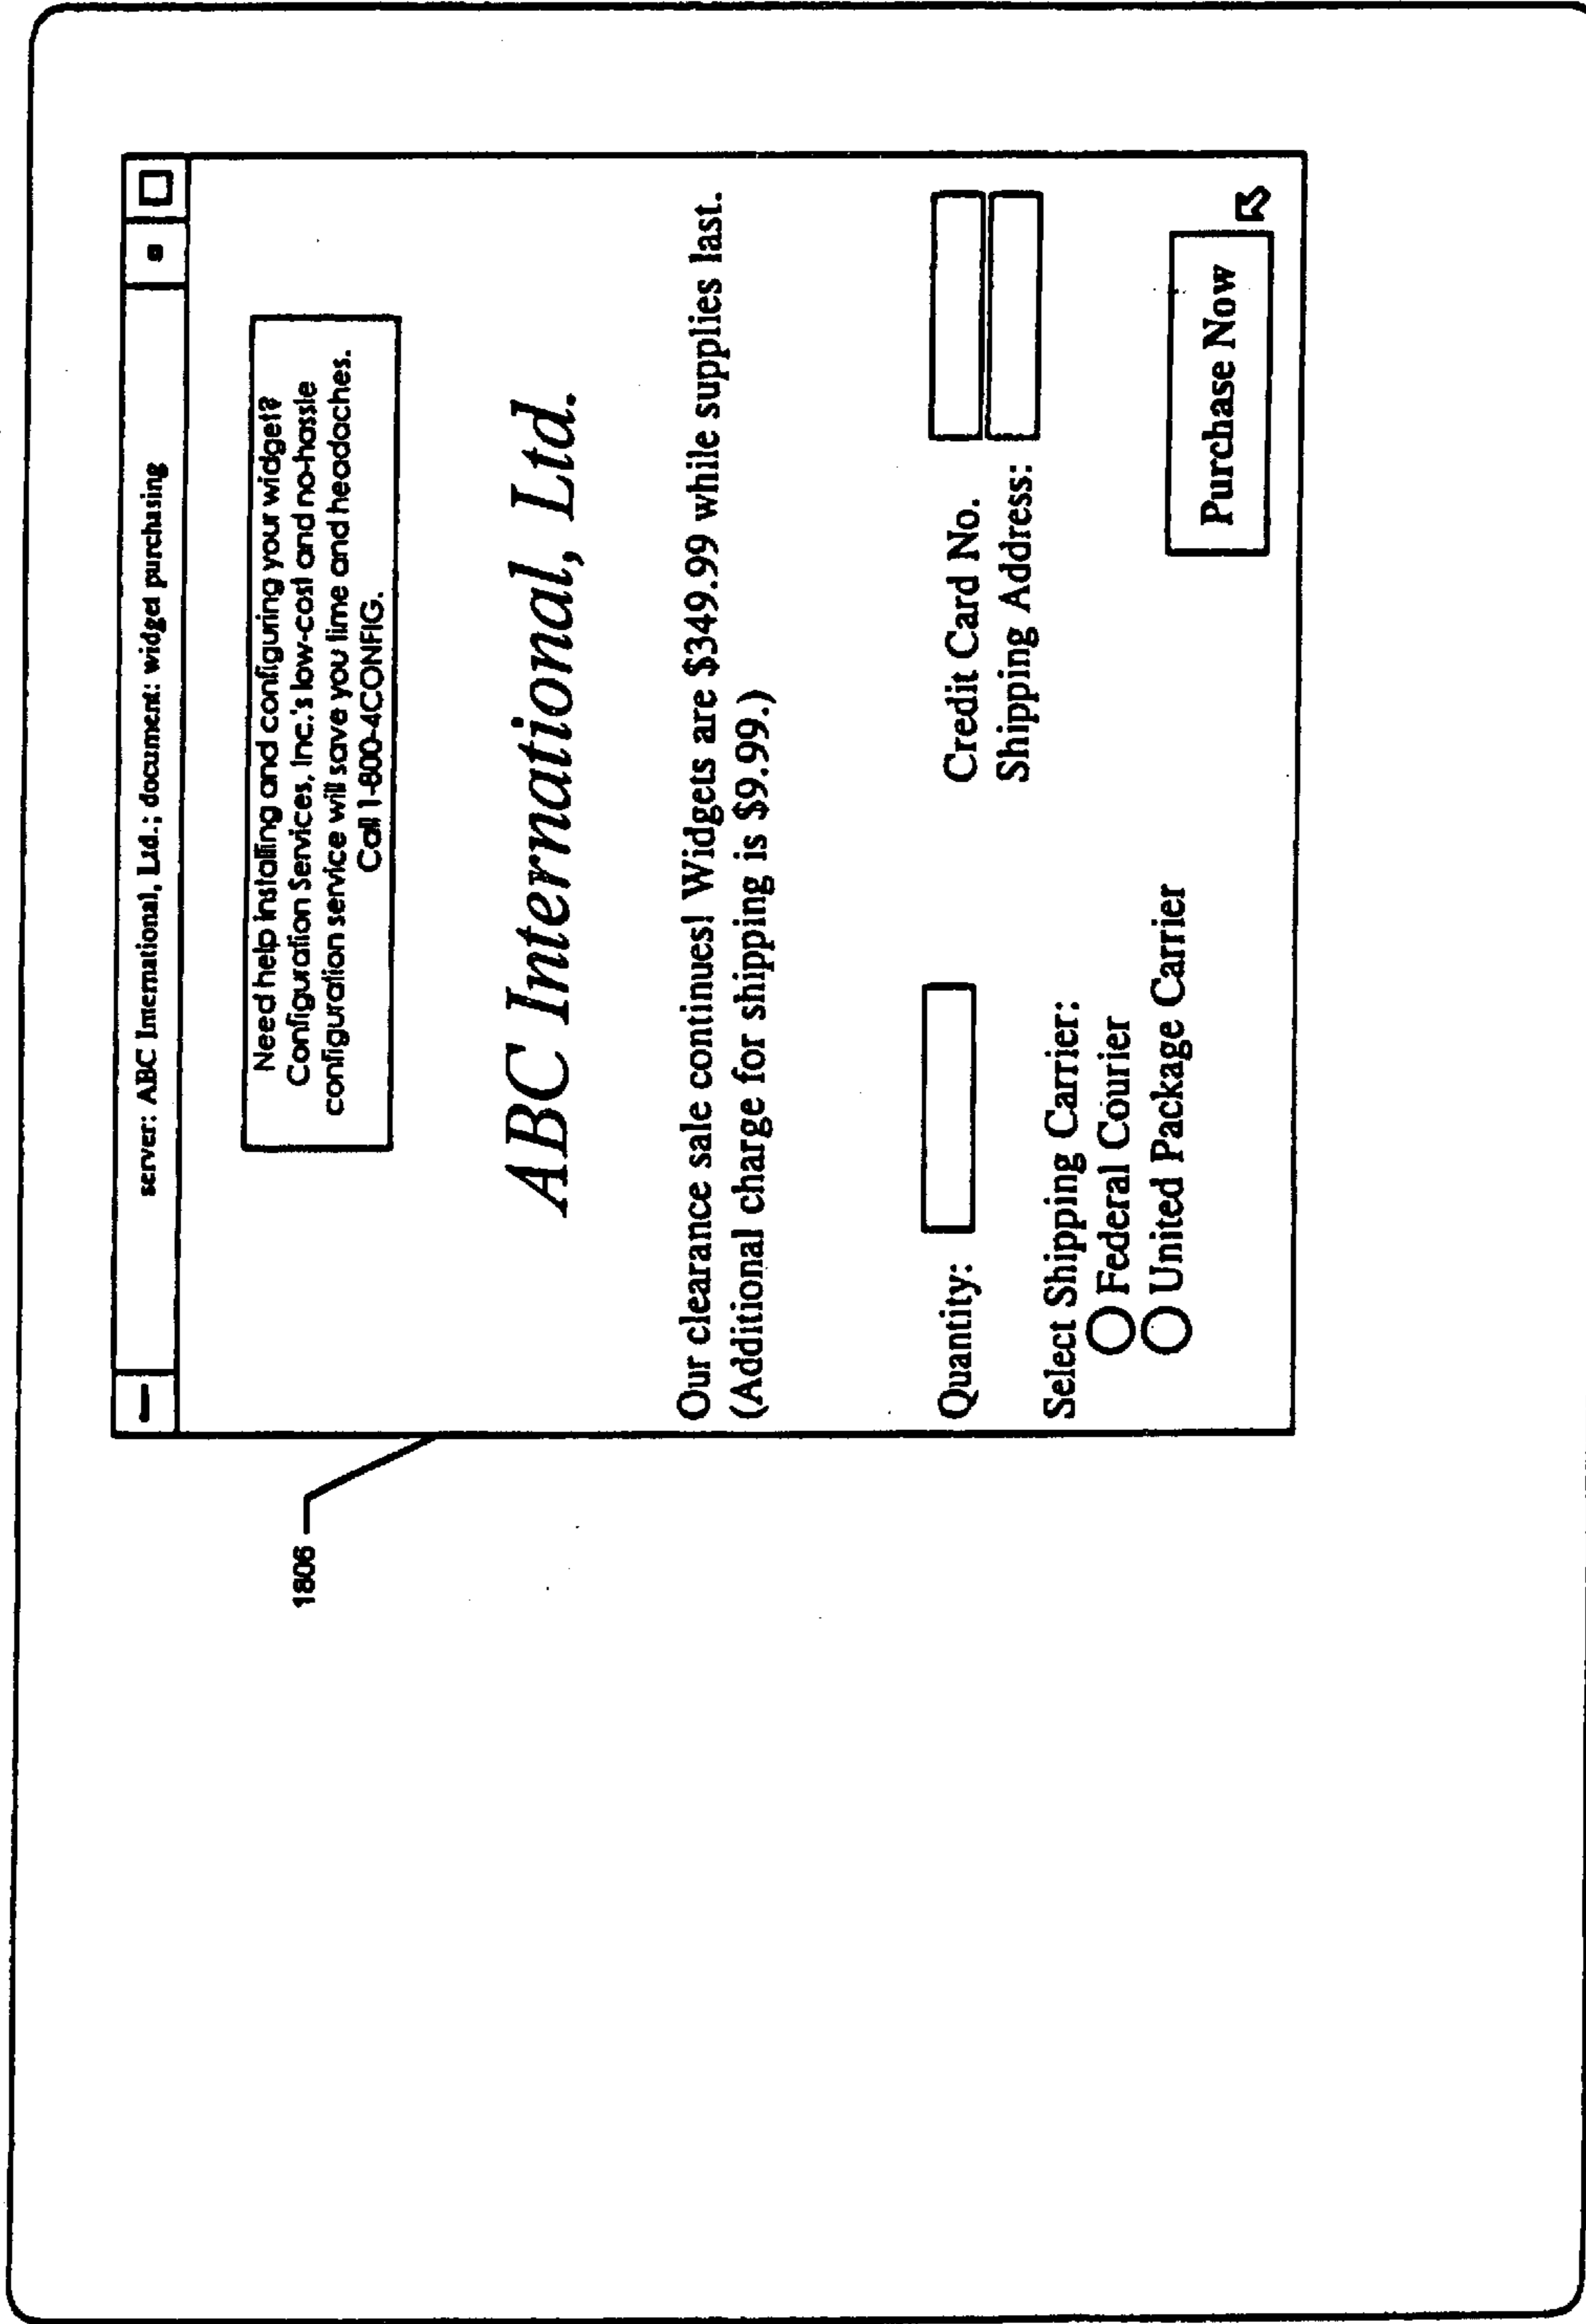 server: ABC International, Ltd.; document: widget purchasing
Need help installing and configuring your widget?
Configuration Services, Inc.'s low-cost and no-hassle
configuration service will save you time and headaches.
Call 1-800-4CONFIG.
1806
ABC International, Ltd.
Our clearance sale continues! Widgets are $349.99 while supplies last.
(Additional charge for shipping is $9.99.)
Quantity:
Credit Card No.
Shipping Address:
Select Shipping Carrier:
Federal Courier
United Package Carrier
Purchase Now